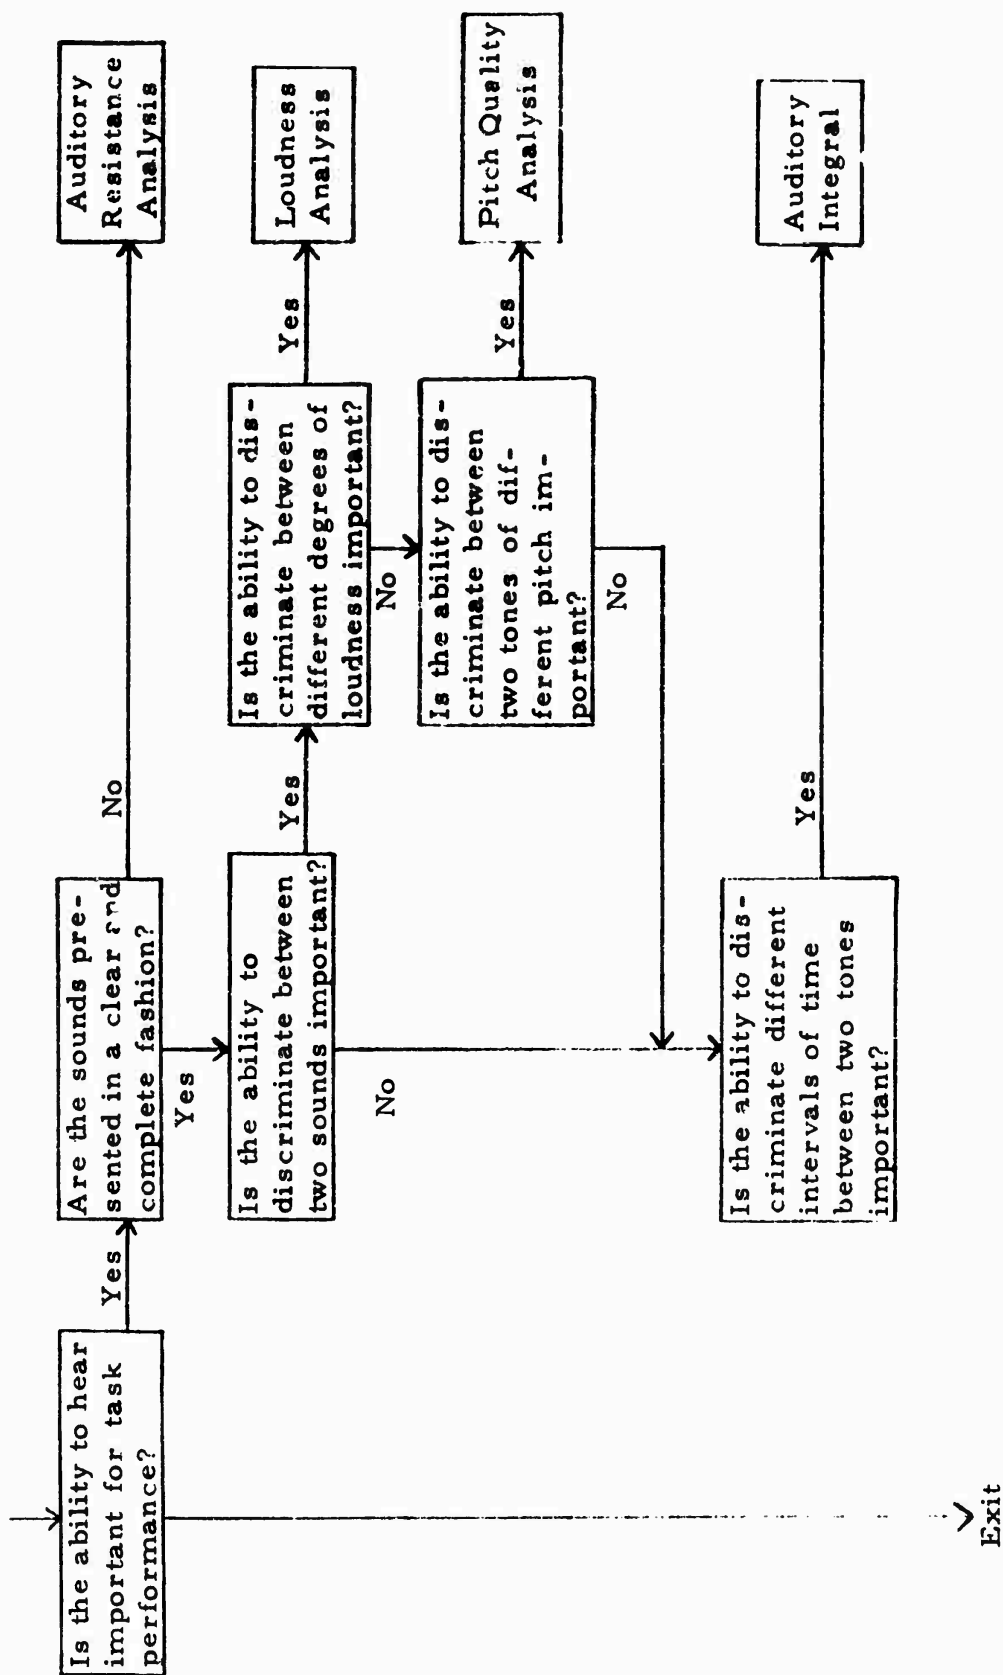 Is the ability to hear
important for task
performance?
Yes
Are the sounds pre-
sented in a clear and
complete fashion?
No
Auditory
Resistance
Analysis
Yes
Is the ability to
discriminate between
two sounds important?
Yes
Is the ability to dis-
criminate between
different degrees of
loudness important?
Yes
Loudness
Analysis
No
Is the ability to dis-
criminate between
two tones of dif-
ferent pitch im-
portant?
Yes
Pitch Quality
Analysis
No
No
Is the ability to dis-
criminate different
intervals of time
between two tones
important?
Yes
Auditory
Integral
Exit